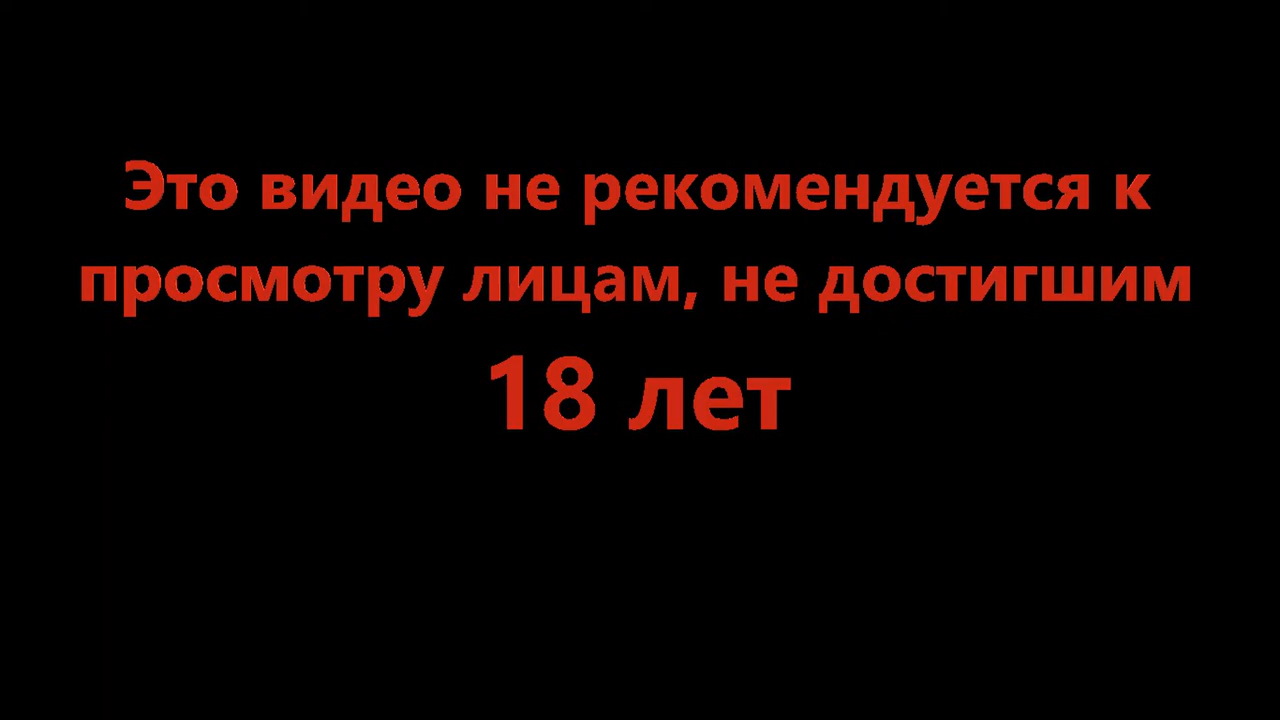 Это видео не рекомендуется к
просмотру лицам, не достигшим
18 лет